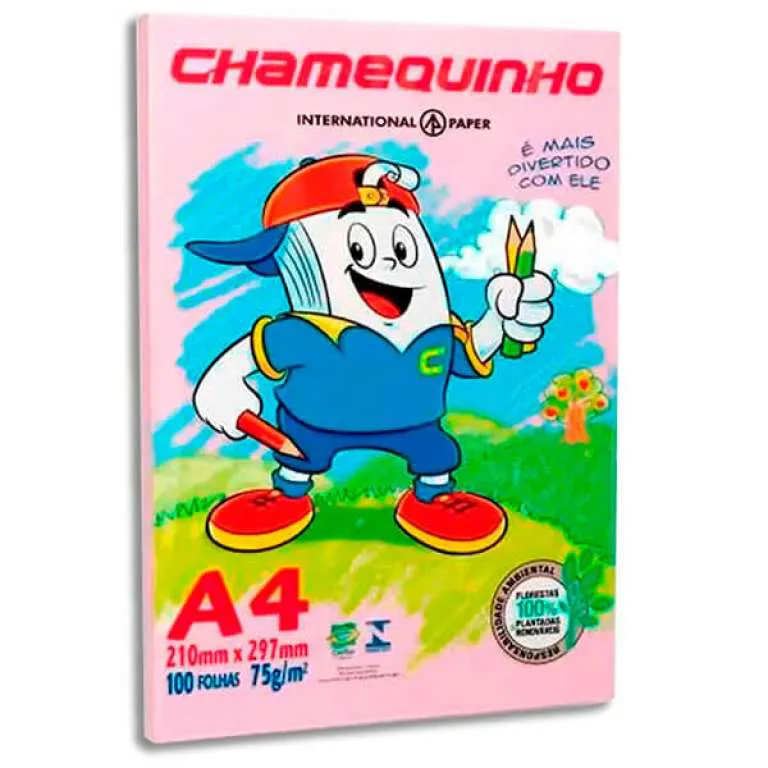 CHAMEQUINHO
INTERNATIONAL PAPER
É MAIS
DIVERTIDO
COM ELE
C
A4
210mm x 297mm
100 FOLHAS 75g/m²
RESPONSABILIDADE AMBIENTAL
FLORESTAS
100%
PLANTADAS
RENOVÁVEIS